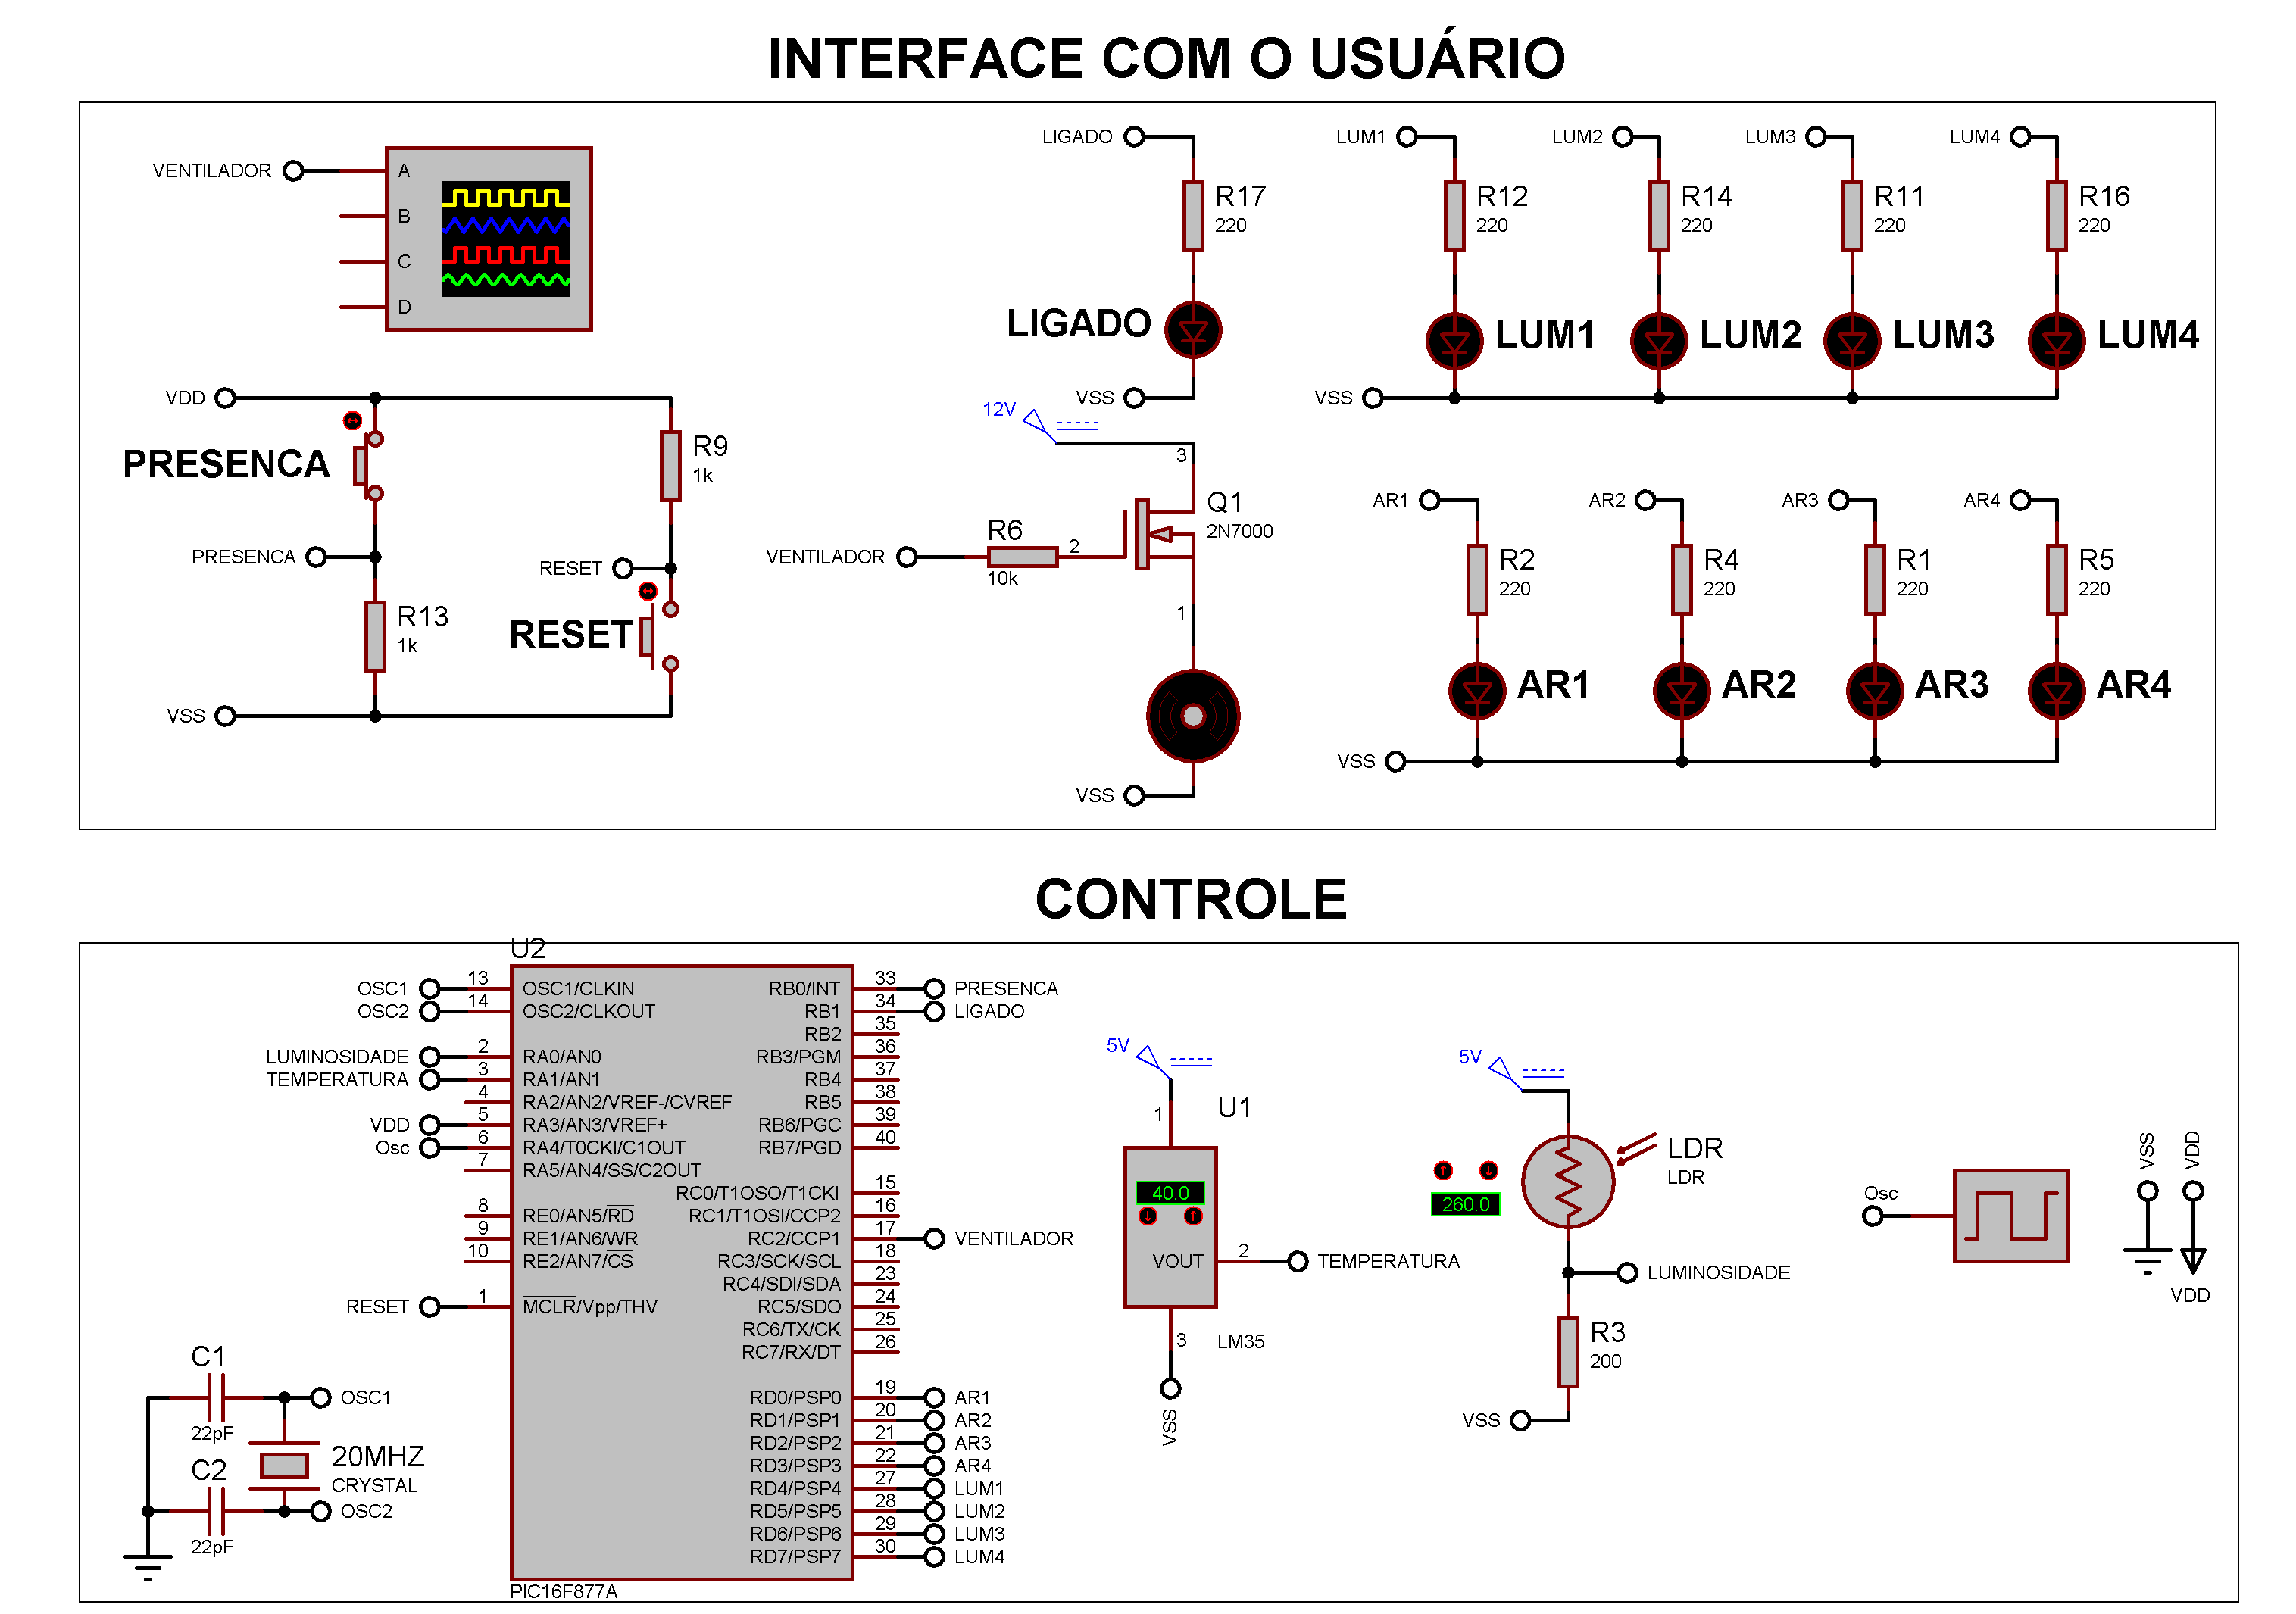 INTERFACE COM O USUÁRIO
VENTILADOR
A
B
C
D
LIGADO
R17
220
LIGADO
VSS
LUM1
R12
220
LUM1
LUM2
R14
220
LUM2
LUM3
R11
220
LUM3
LUM4
R16
220
LUM4
VSS
VDD
PRESENCA
PRESENCA
R13
1k
VSS
R9
1k
RESET
RESET
12V
3
Q1
2N7000
VENTILADOR
R6
10k
2
1
VSS
AR1
R2
220
AR1
AR2
R4
220
AR2
AR3
R1
220
AR3
AR4
R5
220
AR4
VSS
CONTROLE
U2
OSC1 13 OSC1/CLKIN
OSC2 14 OSC2/CLKOUT
LUMINOSIDADE 2 RA0/AN0
TEMPERATURA 3 RA1/AN1
4 RA2/AN2/VREF-/CVREF
VDD 5 RA3/AN3/VREF+
Osc 6 RA4/T0CKI/C1OUT
7 RA5/AN4/SS/C2OUT
8 RE0/AN5/RD
9 RE1/AN6/WR
10 RE2/AN7/CS
RESET 1 MCLR/Vpp/THV
RB0/INT 33 PRESENCA
RB1 34 LIGADO
RB2 35
RB3/PGM 36
RB4 37
RB5 38
RB6/PGC 39
RB7/PGD 40
RC0/T1OSO/T1CKI 15
RC1/T1OSI/CCP2 16
RC2/CCP1 17 VENTILADOR
RC3/SCK/SCL 18
RC4/SDI/SDA 23
RC5/SDO 24
RC6/TX/CK 25
RC7/RX/DT 26
RD0/PSP0 19 AR1
RD1/PSP1 20 AR2
RD2/PSP2 21 AR3
RD3/PSP3 22 AR4
RD4/PSP4 27 LUM1
RD5/PSP5 28 LUM2
RD6/PSP6 29 LUM3
RD7/PSP7 30 LUM4
PIC16F877A
C1
22pF
OSC1
20MHZ
CRYSTAL
C2
22pF
OSC2
5V
1
U1
40.0
VOUT
2
TEMPERATURA
3
LM35
VSS
5V
LDR
LDR
260.0
LUMINOSIDADE
R3
200
VSS
Osc
VSS
VDD
VDD